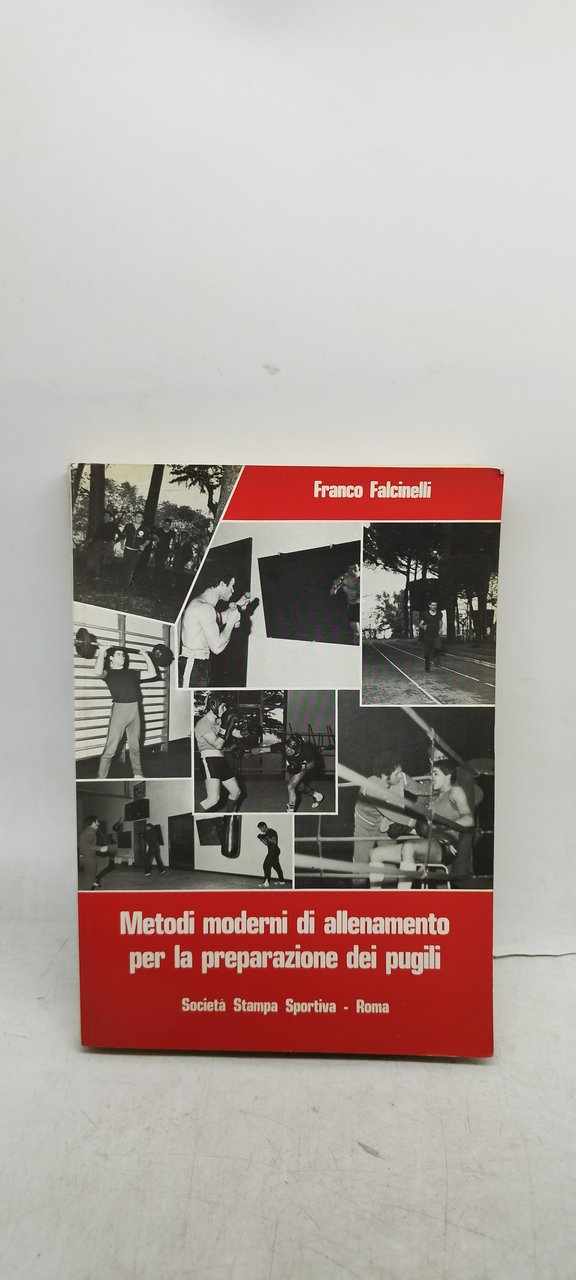 Franco Falcinelli
Metodi moderni di allenamento
per la preparazione dei pugili
Società Stampa Sportiva - Roma